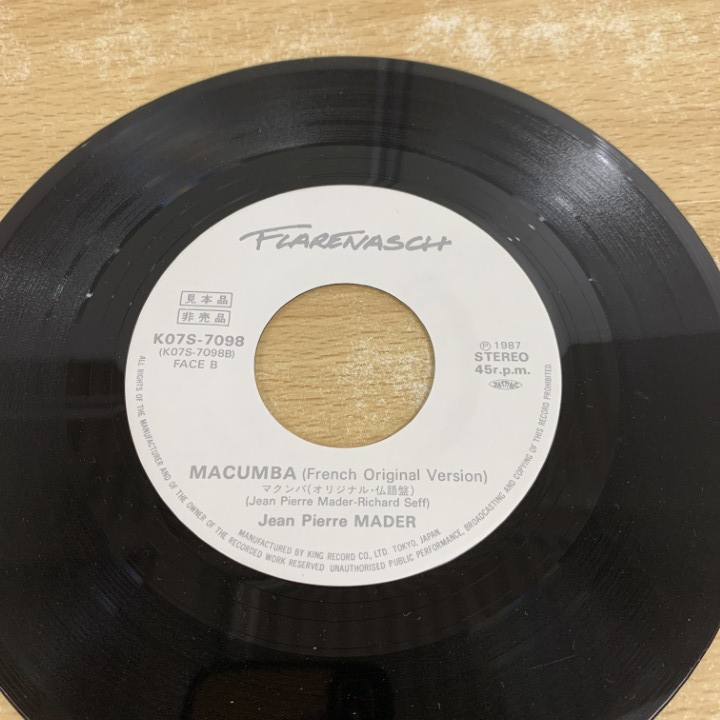 FLARENASCH
見本品
非売品
K07S-7098
(K07S-7098B)
FACE B
Ⓟ 1987
STEREO
45r.p.m.
JASRAC
MACUMBA (French Original Version)
マクンバ(オリジナル・仏語盤)
(Jean Pierre Mader-Richard Seff)
Jean Pierre MADER
MANUFACTURED BY KING RECORD CO., LTD. TOKYO, JAPAN.
ALL RIGHTS OF THE MANUFACTURER AND OF THE OWNER OF THE RECORDED WORK RESERVED UNAUTHORISED PUBLIC PERFORMANCE, BROADCASTING AND COPYING OF THIS RECORD PROHIBITED